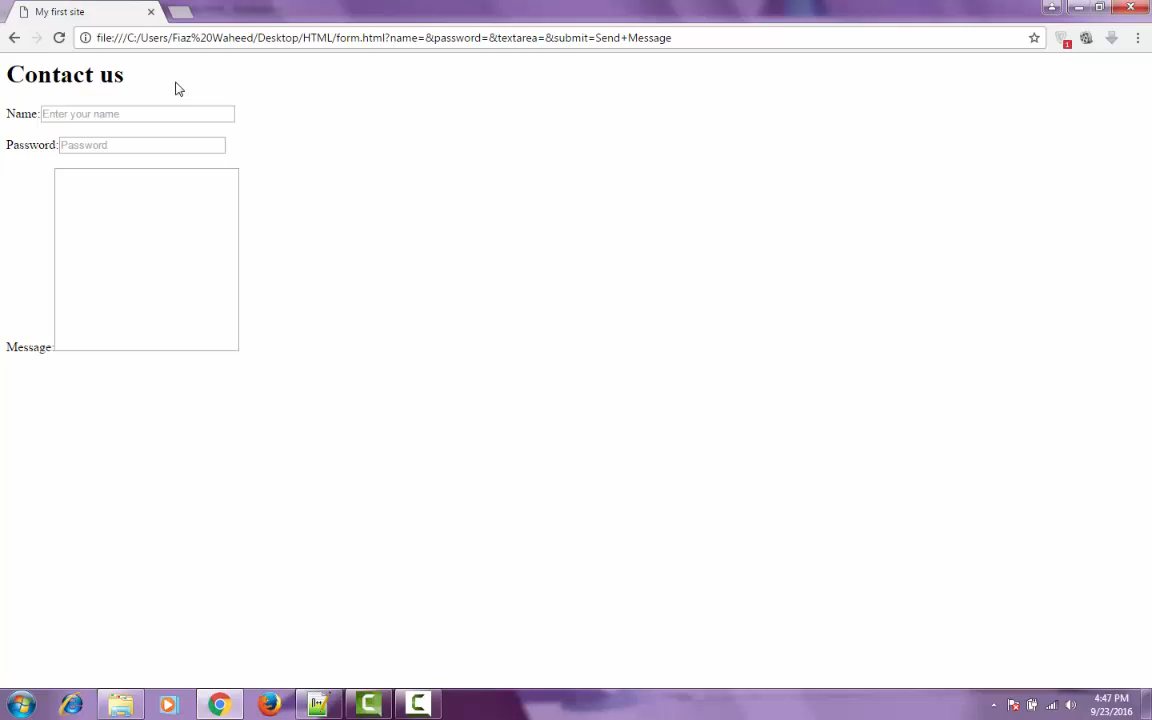 My first site
file:///C:/Users/Fiaz%20Waheed/Desktop/HTML/form.html?name=&password=&textarea=&submit=Send+Message
1
Contact us
Name: Enter your name
Password: Password
Message:
4:47 PM
9/23/2016